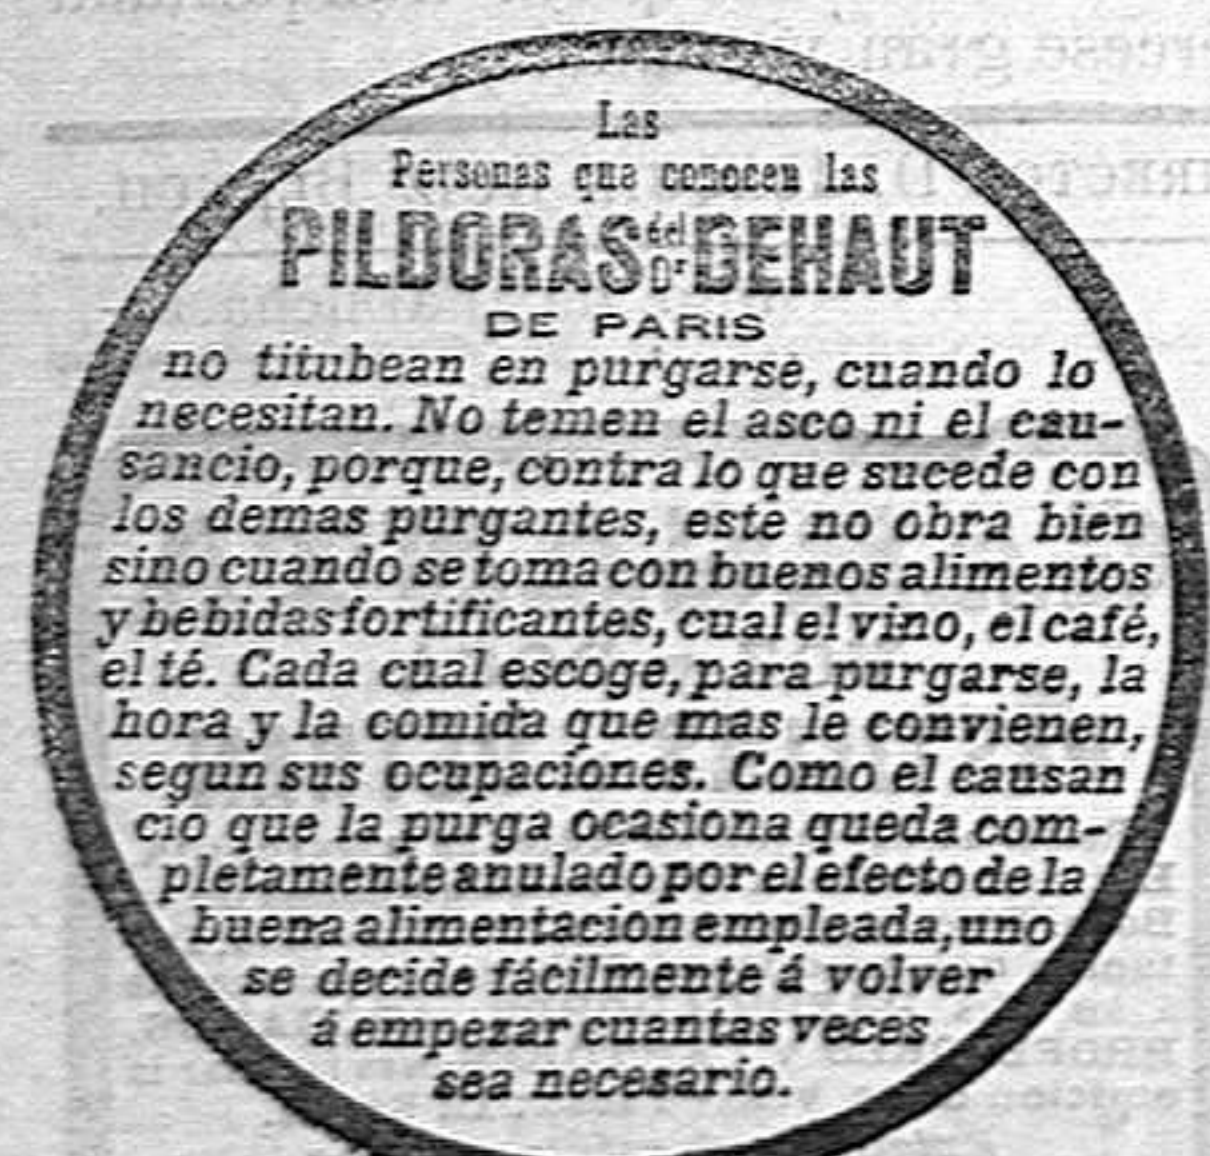 Las
Personas que conocen las
PILDORAS del Dr DEHAUT
DE PARIS
no titubean en purgarse, cuando lo
necesitan. No temen el asco ni el cau-
sancio, porque, contra lo que sucede con
los demas purgantes, este no obra bien
sino cuando se toma con buenos alimentos
y bebidas fortificantes, cual el vino, el café,
el té. Cada cual escoge, para purgarse, la
hora y la comida que mas le convienen,
segun sus ocupaciones. Como el causan
cio que la purga ocasiona queda com-
pletamente anulado por el efecto de la
buena alimentacion empleada, uno
se decide fácilmente á volver
á empezar cuantas veces
sea necesario.